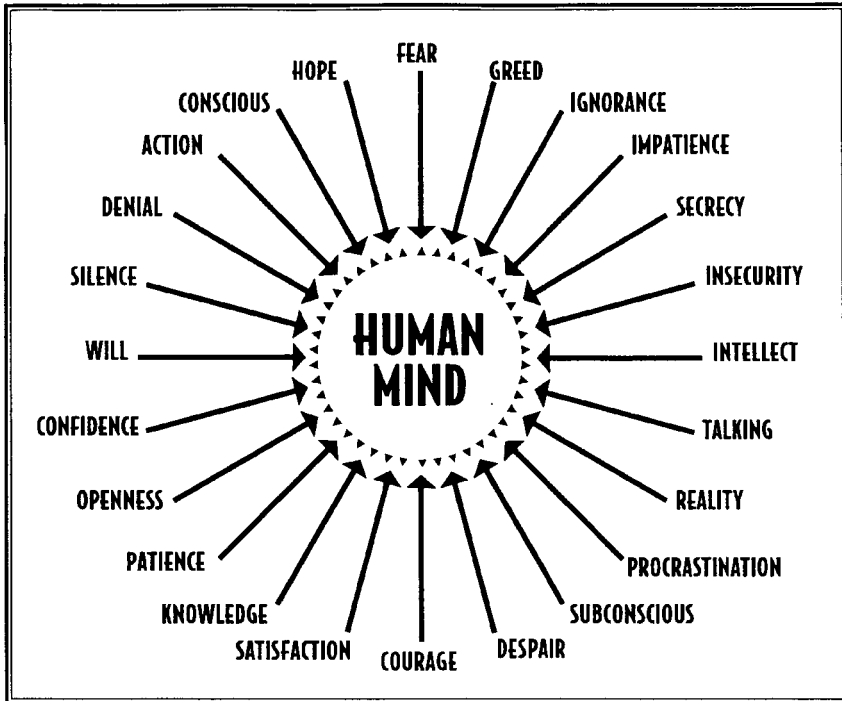 FEAR
GREED
IGNORANCE
IMPATIENCE
SECRECY
INSECURITY
INTELLECT
TALKING
REALITY
PROCRASTINATION
SUBCONSCIOUS
DESPAIR
COURAGE
SATISFACTION
KNOWLEDGE
PATIENCE
OPENNESS
CONFIDENCE
WILL
SILENCE
DENIAL
ACTION
CONSCIOUS
HOPE
HUMAN
MIND